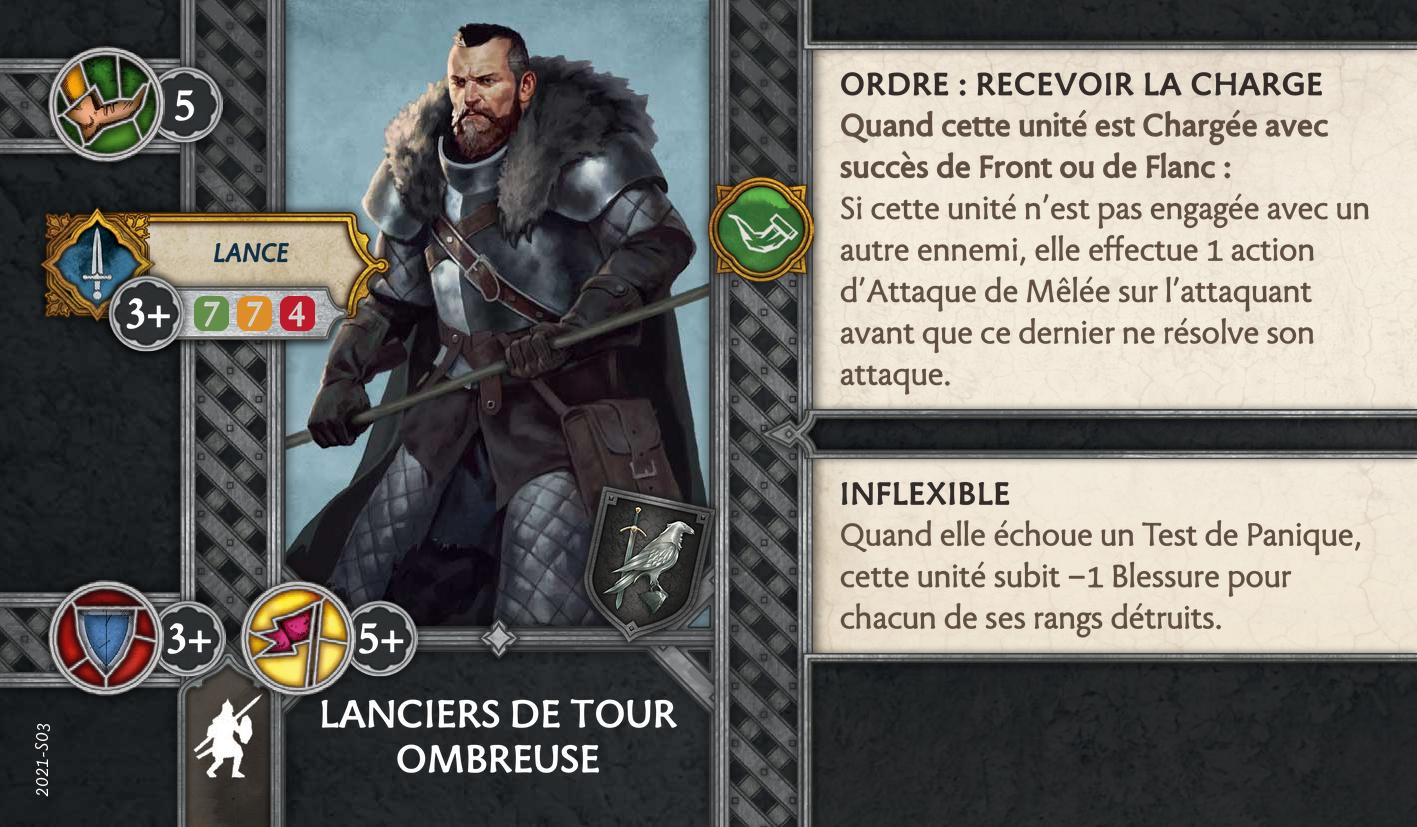 5
LANCE
3+ 7 7 4
3+
5+
LANCIERS DE TOUR
OMBREUSE
2021-S03
ORDRE : RECEVOIR LA CHARGE
Quand cette unité est Chargée avec
succès de Front ou de Flanc :
Si cette unité n’est pas engagée avec un
autre ennemi, elle effectue 1 action
d’Attaque de Mêlée sur l’attaquant
avant que ce dernier ne résolve son
attaque.
INFLEXIBLE
Quand elle échoue un Test de Panique,
cette unité subit −1 Blessure pour
chacun de ses rangs détruits.